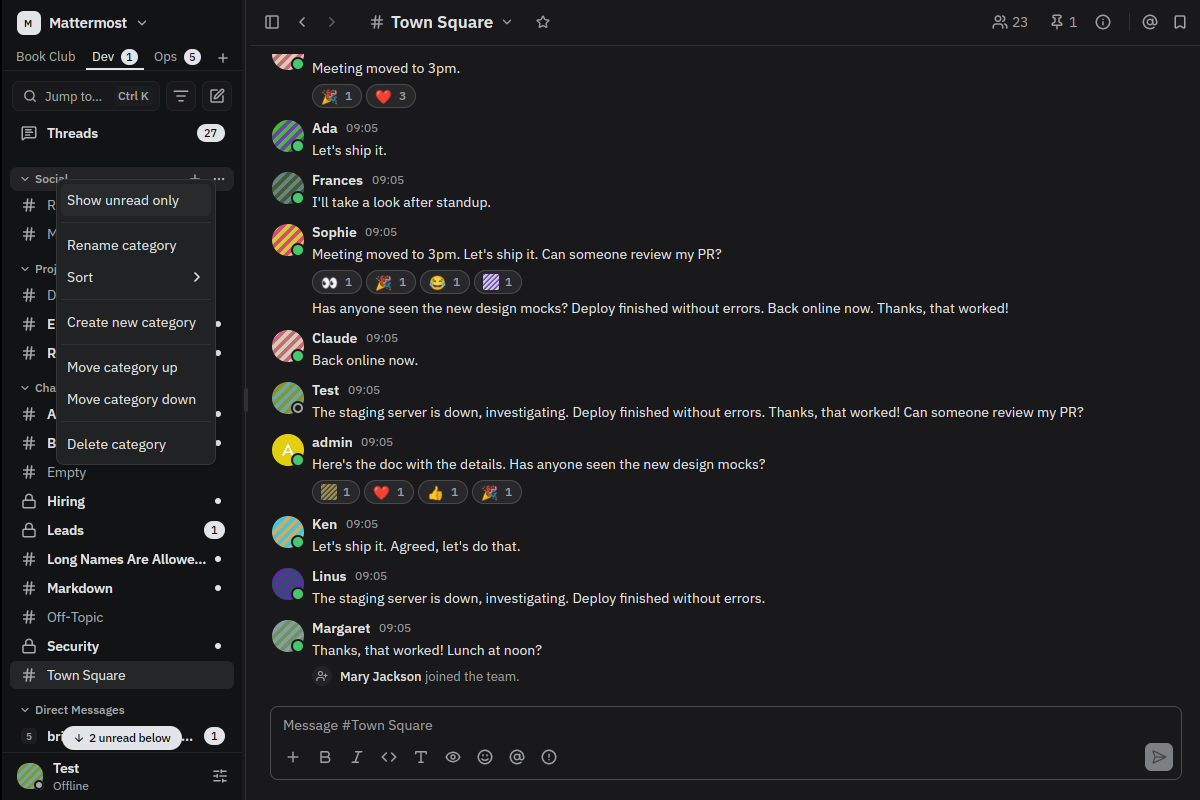 M Mattermost
Book Club Dev 1 Ops 5
Jump to... Ctrl K
Threads 27
Social
R
M
Show unread only
Rename category
Sort
Create new category
Move category up
Move category down
Delete category
Proj
D
E
R
Cha
A
B
Empty
Hiring
Leads 1
Long Names Are Allowe...
Markdown
Off-Topic
Security
Town Square
Direct Messages
5 bri ... 1
2 unread below
Test
Offline
Town Square
23 1
Meeting moved to 3pm.
1 3
Ada 09:05
Let's ship it.
Frances 09:05
I'll take a look after standup.
Sophie 09:05
Meeting moved to 3pm. Let's ship it. Can someone review my PR?
1 1 1 1
Has anyone seen the new design mocks? Deploy finished without errors. Back online now. Thanks, that worked!
Claude 09:05
Back online now.
Test 09:05
The staging server is down, investigating. Deploy finished without errors. Thanks, that worked! Can someone review my PR?
A admin 09:05
Here's the doc with the details. Has anyone seen the new design mocks?
1 1 1 1
Ken 09:05
Let's ship it. Agreed, let's do that.
Linus 09:05
The staging server is down, investigating. Deploy finished without errors.
Margaret 09:05
Thanks, that worked! Lunch at noon?
Mary Jackson joined the team.
Message #Town Square